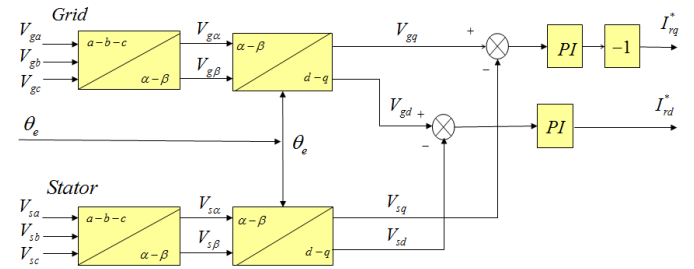 Grid
V_ga
V_gb
V_gc
a-b-c
α-β
V_gα
V_gβ
α-β
d-q
V_gq
+
−
PI
−1
I*_rq
V_gd
+
−
PI
I*_rd
θ_e
θ_e
Stator
V_sa
V_sb
V_sc
a-b-c
α-β
V_sα
V_sβ
α-β
d-q
V_sq
V_sd